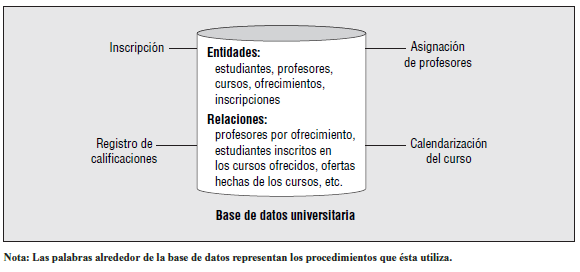 Inscripción
Asignación
de profesores
Entidades:
estudiantes, profesores,
cursos, ofrecimientos,
inscripciones
Relaciones:
profesores por ofrecimiento,
estudiantes inscritos en
los cursos ofrecidos, ofertas
hechas de los cursos, etc.
Registro de
calificaciones
Calendarización
del curso
Base de datos universitaria
Nota: Las palabras alrededor de la base de datos representan los procedimientos que ésta utiliza.